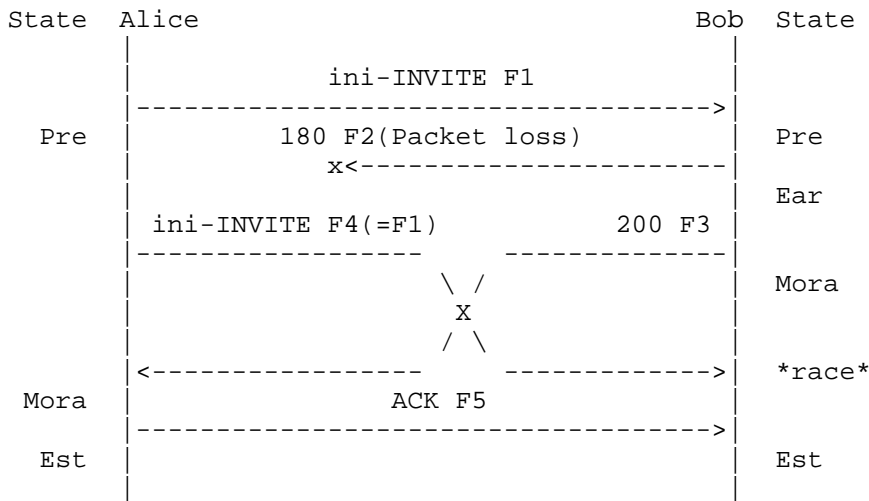 State  Alice                                     Bob  State
       |                                          |
       |             ini-INVITE F1                |
       |----------------------------------------->|
  Pre  |         180 F2(Packet loss)              |  Pre
       |            x<----------------------------|
       |                                          |  Ear
       | ini-INVITE F4(=F1)              200 F3   |
       |------------------     -------------------|
       |                   \ /                    |  Mora
       |                    X                     |
       |                   / \                    |
       |<-----------------     ------------------>|  *race*
 Mora  |                 ACK F5                   |
       |----------------------------------------->|
  Est  |                                          |  Est
       |                                          |